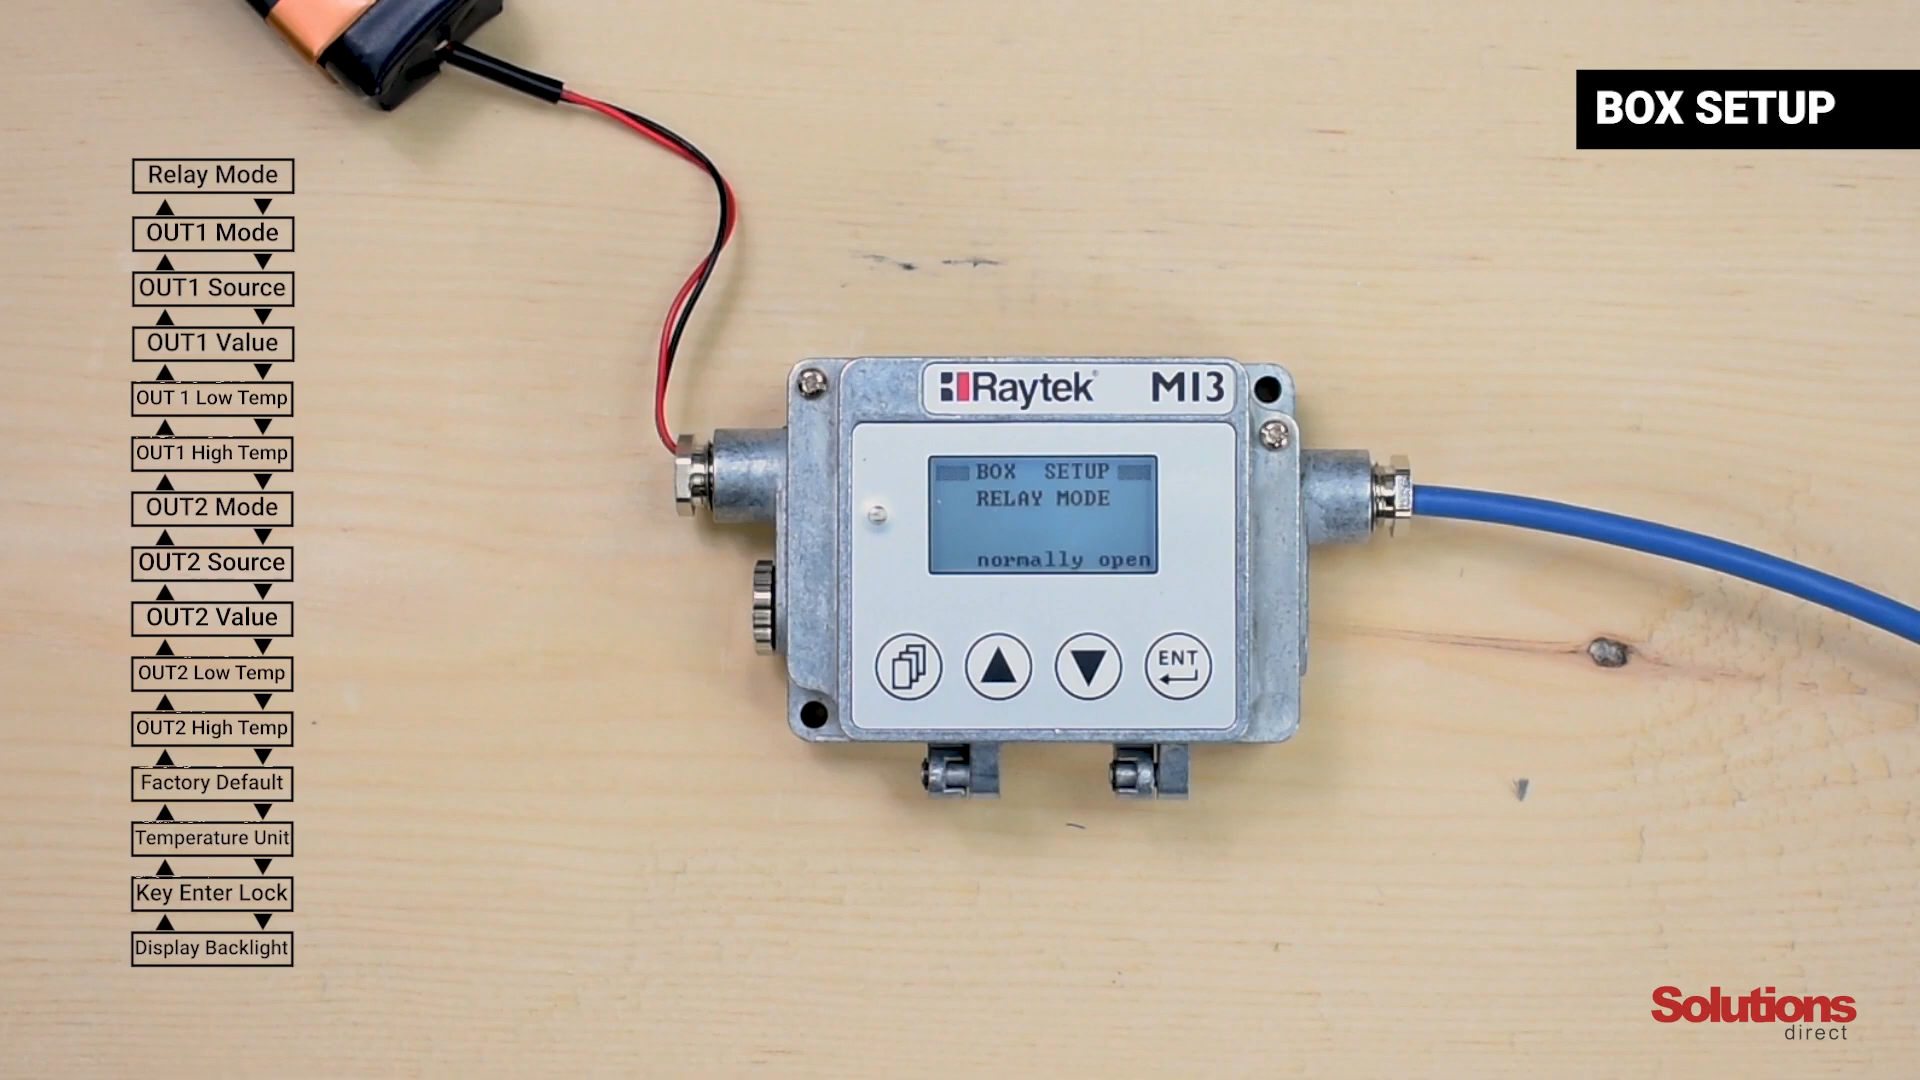 BOX SETUP
Relay Mode
OUT1 Mode
OUT1 Source
OUT1 Value
OUT 1 Low Temp
OUT1 High Temp
OUT2 Mode
OUT2 Source
OUT2 Value
OUT2 Low Temp
OUT2 High Temp
Factory Default
Temperature Unit
Key Enter Lock
Display Backlight
Raytek® MI3
BOX SETUP
RELAY MODE
normally open
ENT
Solutions
direct